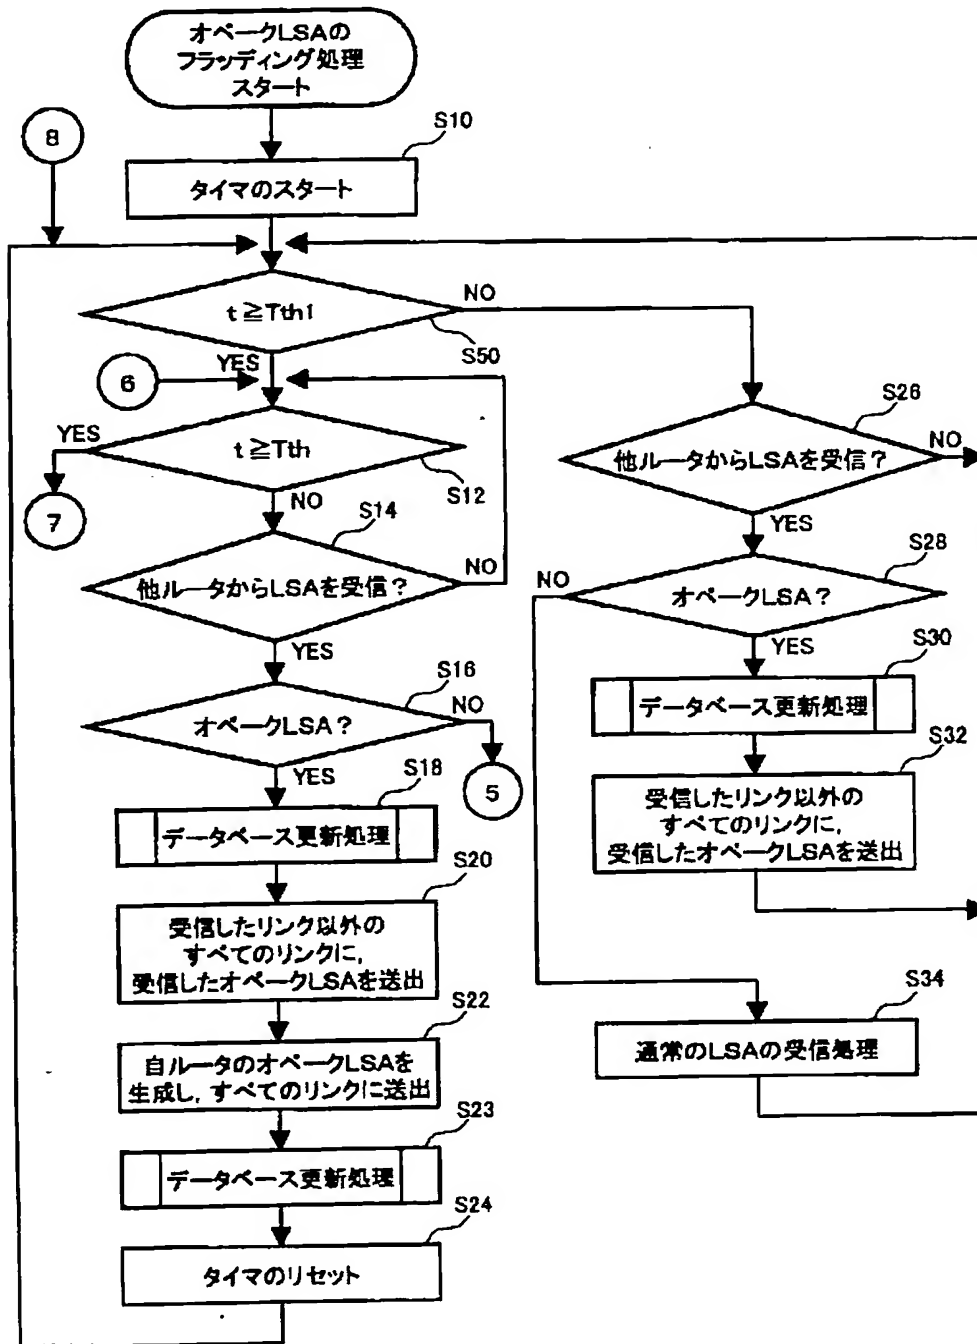 オペークLSAの
フラッディング処理
スタート
8
S10
タイマのスタート
t≧Tth1
NO
S50
YES
6
t≧Tth
YES
S12
7
NO
S14
他ルータからLSAを受信?
NO
YES
S16
オペークLSA?
NO
5
YES
S18
データベース更新処理
S20
受信したリンク以外の
すべてのリンクに,
受信したオペークLSAを送出
S22
自ルータのオペークLSAを
生成し, すべてのリンクに送出
S23
データベース更新処理
S24
タイマのリセット
S26
他ルータからLSAを受信?
NO
YES
S28
NO
オペークLSA?
YES
S30
データベース更新処理
S32
受信したリンク以外の
すべてのリンクに,
受信したオペークLSAを送出
S34
通常のLSAの受信処理